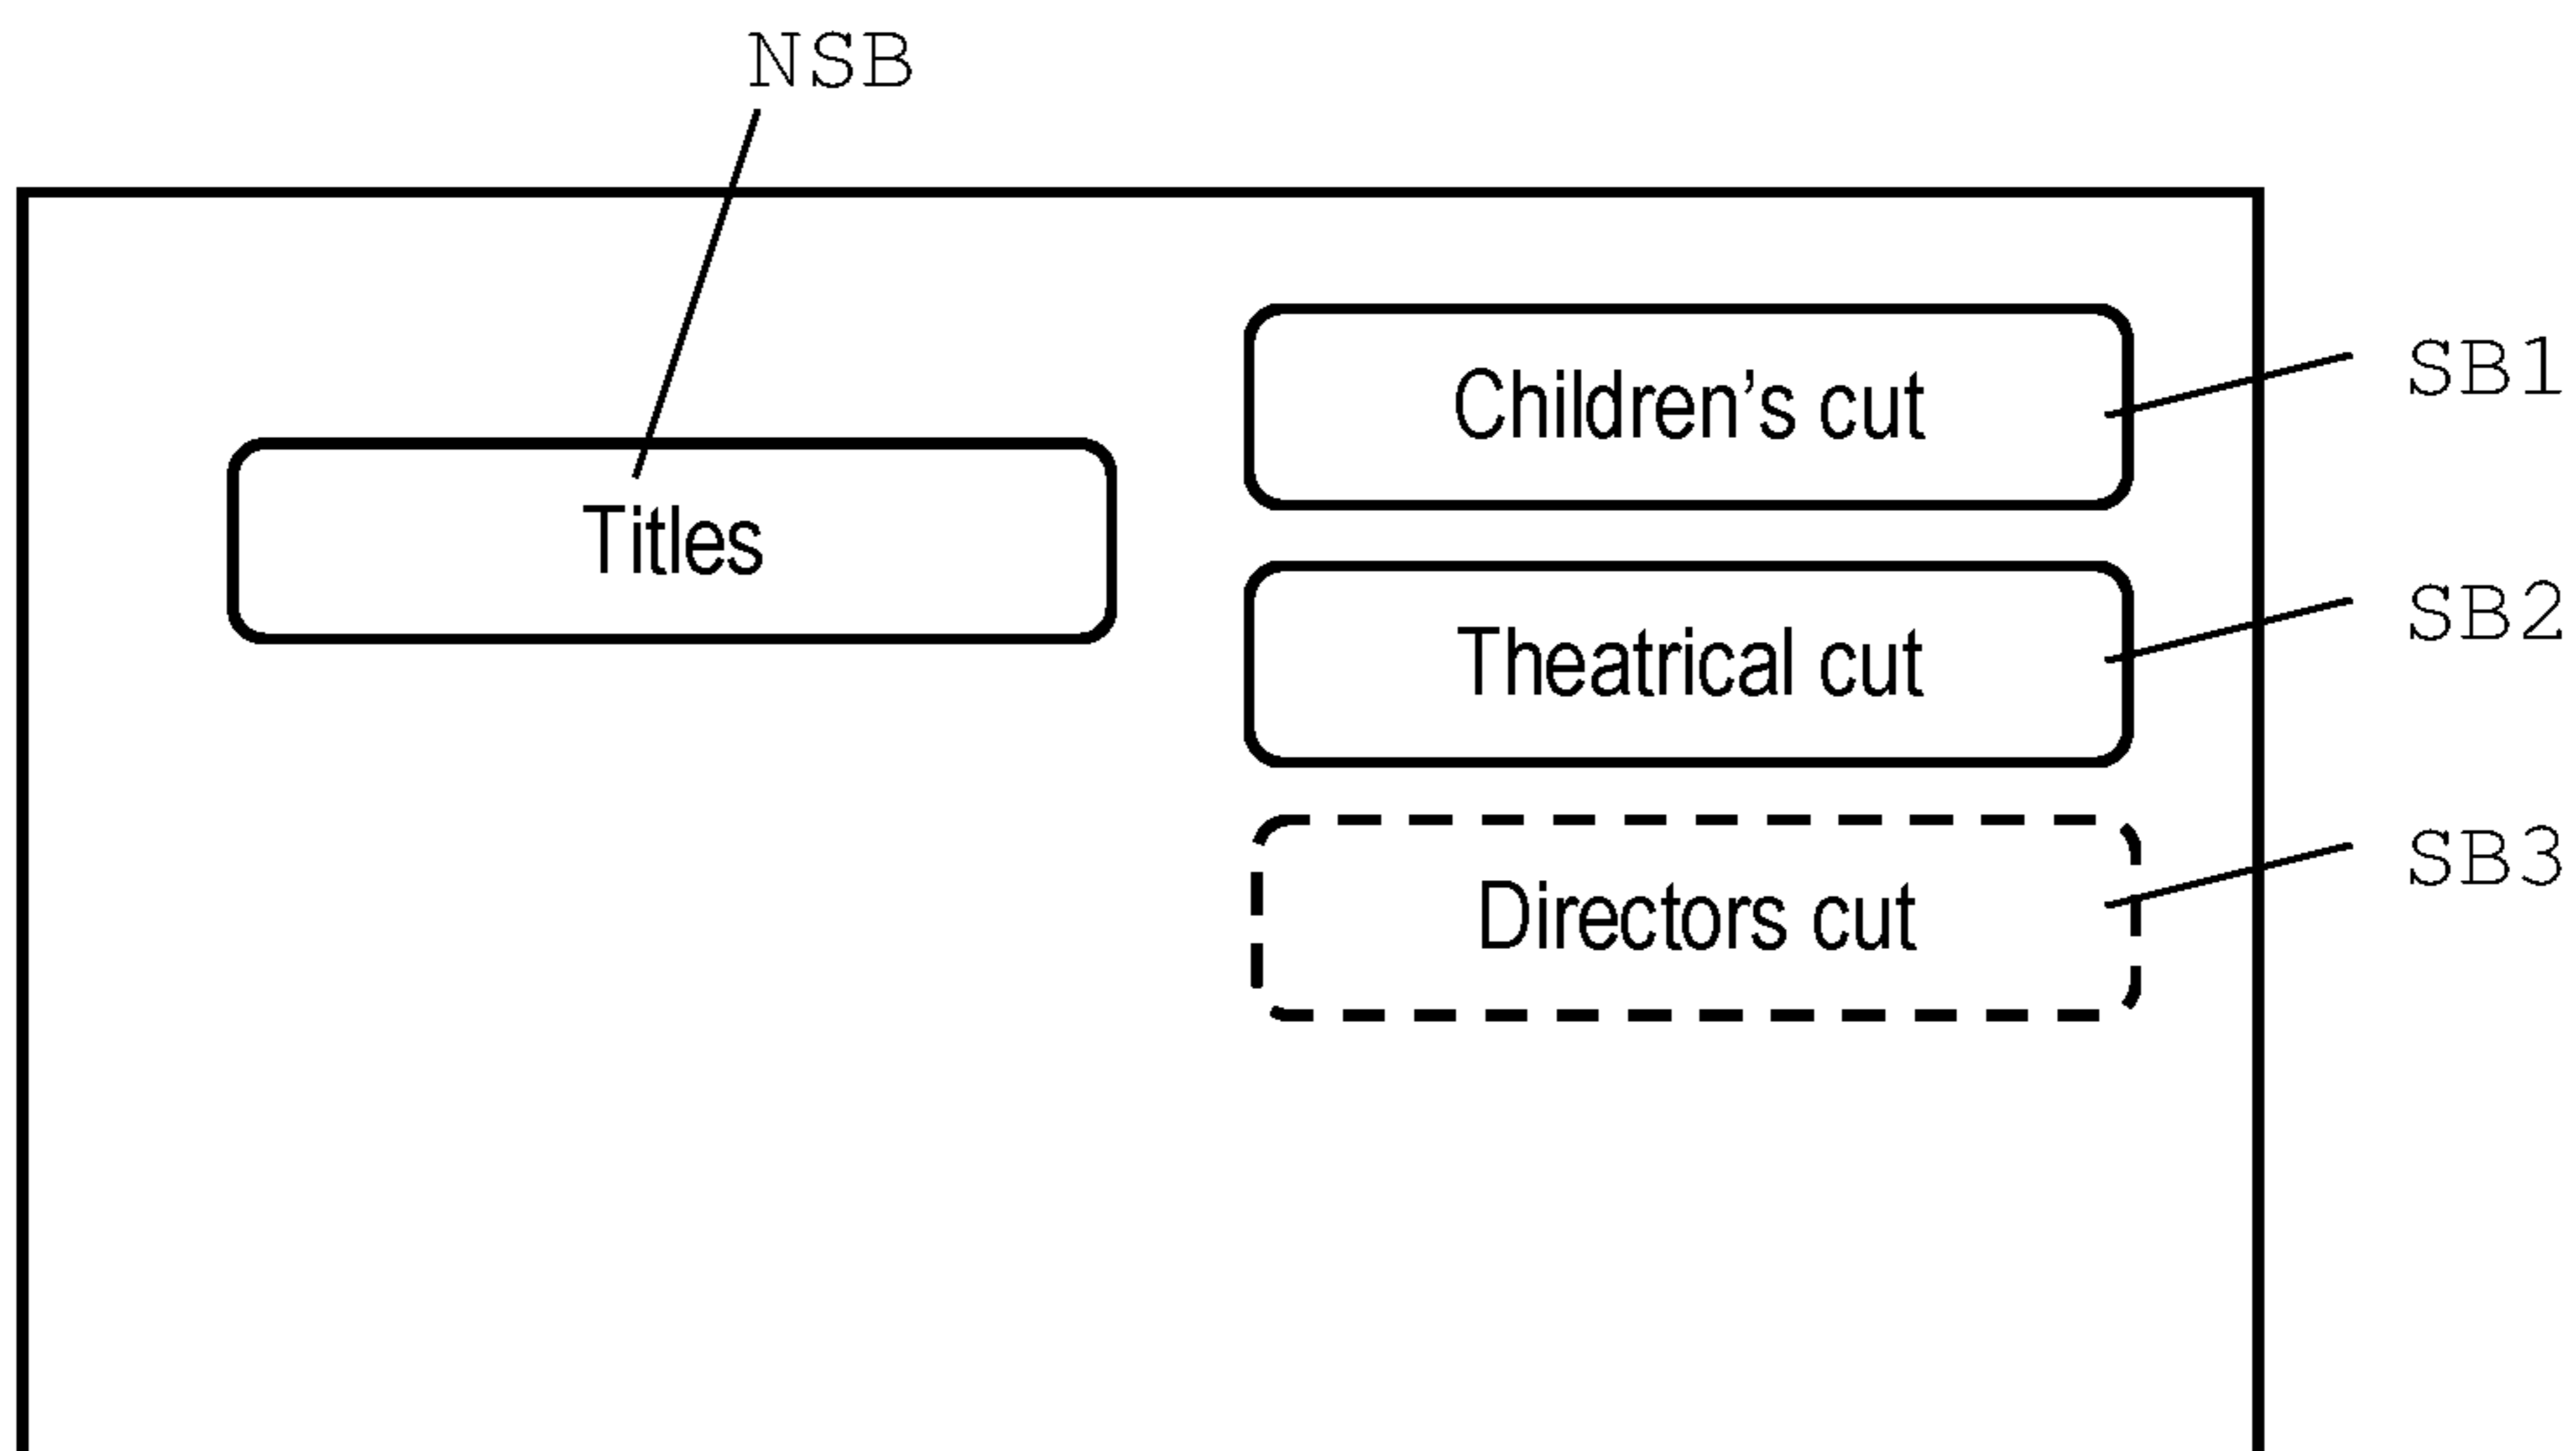 NSB
Children’s cut
SB1
Titles
Theatrical cut
SB2
Directors cut
SB3